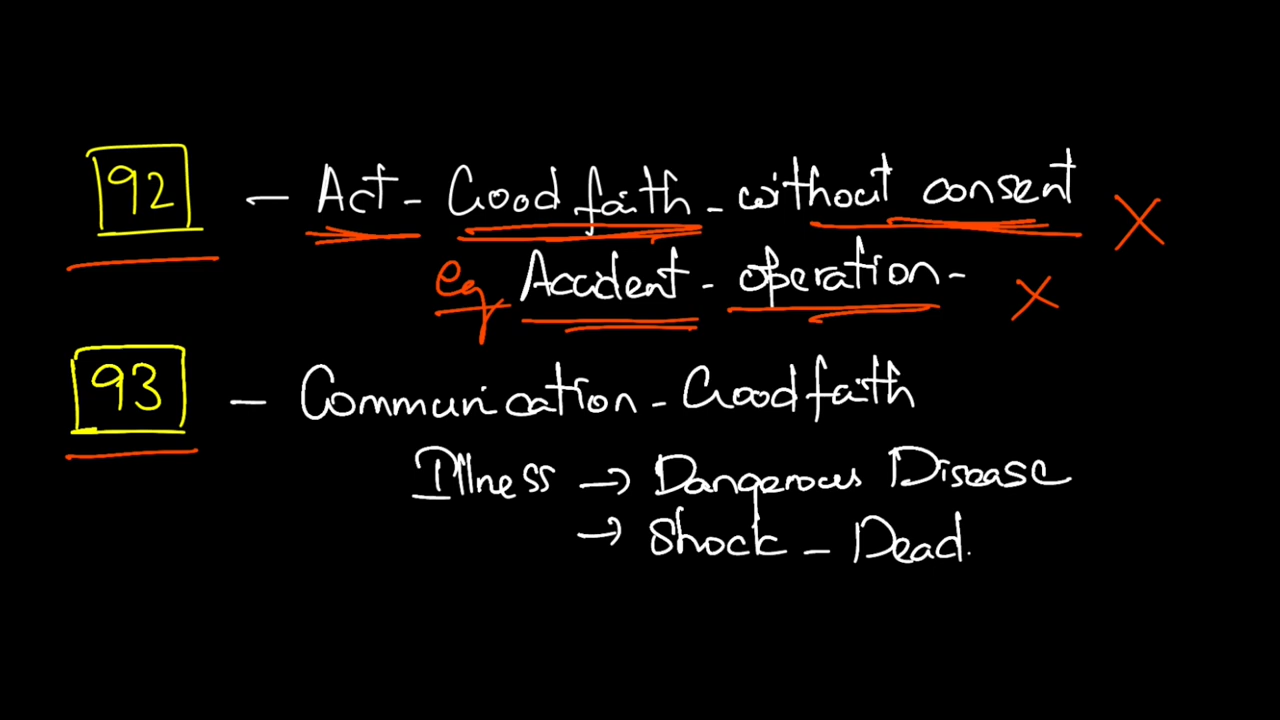 92 - Act - Good faith - without consent X
eg Accident - operation - X
93 - Communication - Good faith
Illness → Dangerous Disease
→ Shock - Dead.